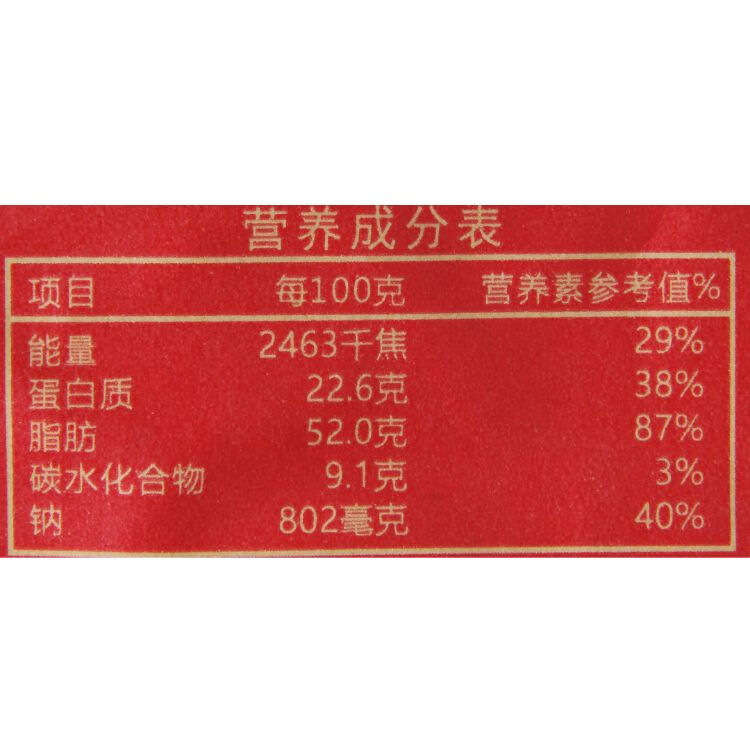 营养成分表
项目 每100克 营养素参考值%
能量 2463千焦 29%
蛋白质 22.6克 38%
脂肪 52.0克 87%
碳水化合物 9.1克 3%
钠 802毫克 40%